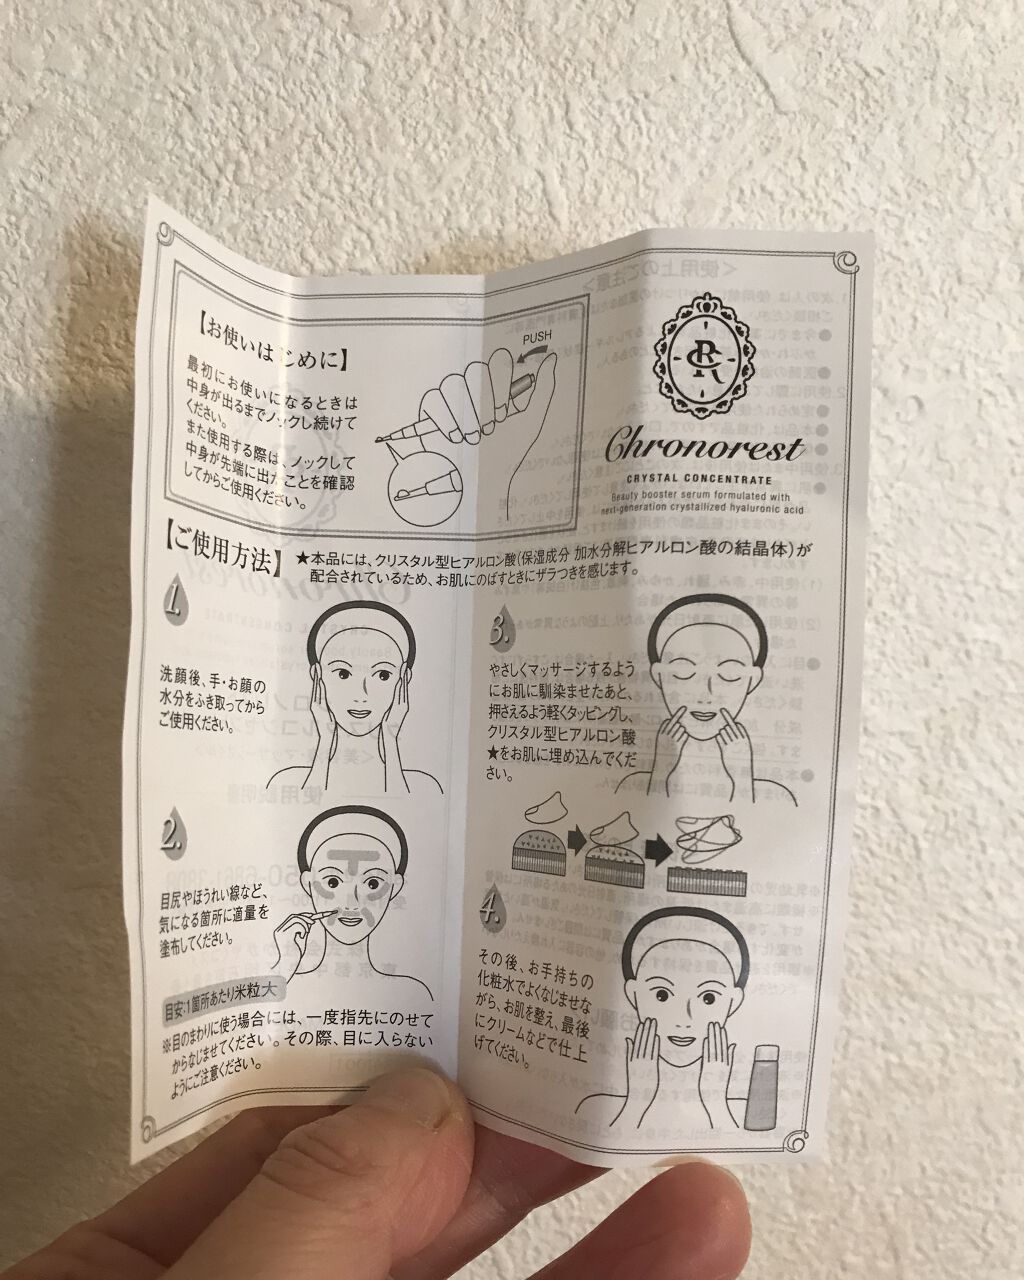 【お使いはじめに】
最初にお使いになるときは
中身が出るまでノックし続けて
ください。
また使用する際は、ノックして
中身が先端に出たことを確認
してからご使用ください。
PUSH
CR
Chronorest
CRYSTAL CONCENTRATE
Beauty booster serum formulated with
next-generation crystallized hyaluronic acid
【ご使用方法】
★本品には、クリスタル型ヒアルロン酸(保湿成分 加水分解ヒアルロン酸の結晶体)が
配合されているため、お肌にのばすときにザラつきを感じます。
1.
洗顔後、手・お顔の
水分をふき取ってから
ご使用ください。
2.
目尻やほうれい線など、
気になる箇所に適量を
塗布してください。
目安:1箇所あたり米粒大
※目のまわりに使う場合には、一度指先にのせて
からなじませてください。その際、目に入らない
ようにご注意ください。
3.
やさしくマッサージするよう
にお肌に馴染ませたあと、
押さえるよう軽くタッピングし、
クリスタル型ヒアルロン酸
★をお肌に埋め込んでくだ
さい。
4.
その後、お手持ちの
化粧水でよくなじませな
がら、お肌を整え、最後
にクリームなどで仕上
げてください。